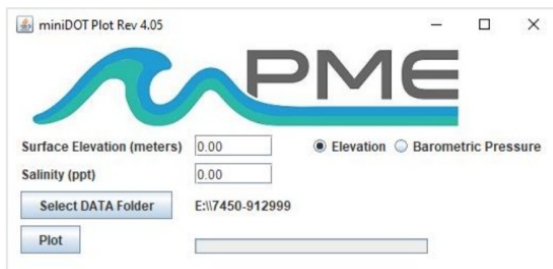 miniDOT Plot Rev 4.05
PME
Surface Elevation (meters) 0.00 Elevation Barometric Pressure
Salinity (ppt) 0.00
Select DATA Folder E:\\7450-912999
Plot